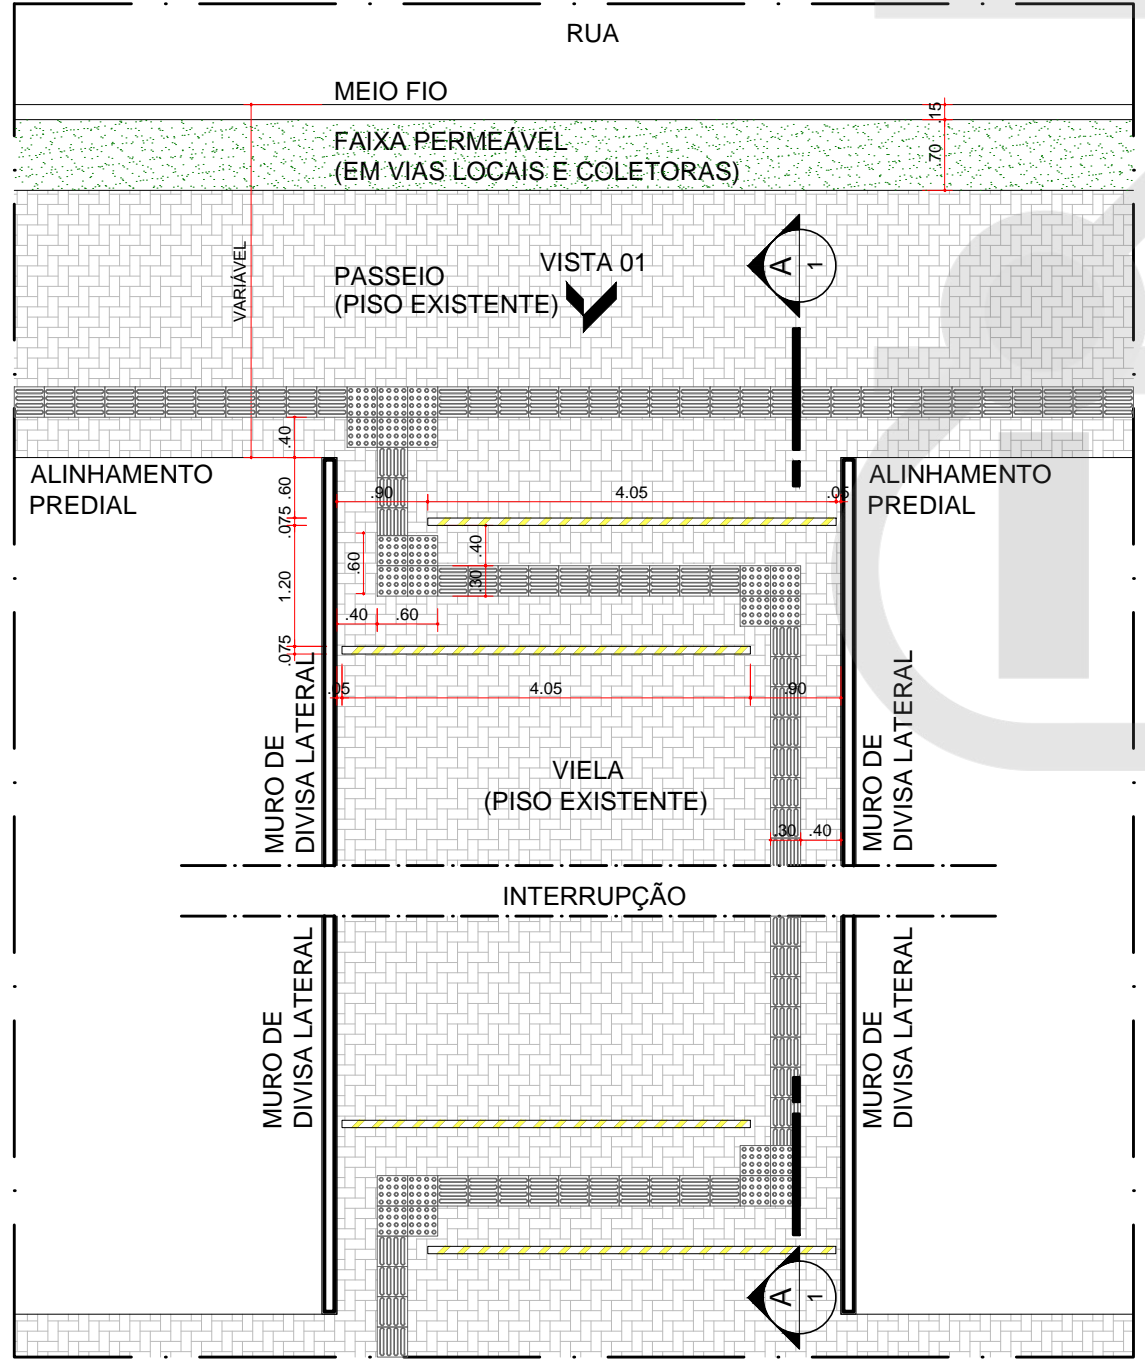 RUA
MEIO FIO
.15
FAIXA PERMEÁVEL
(EM VIAS LOCAIS E COLETORAS)
.70
VARIÁVEL
PASSEIO
(PISO EXISTENTE)
VISTA 01
A
1
.40
ALINHAMENTO
PREDIAL
ALINHAMENTO
PREDIAL
.60
.90
4.05
.05
.075
.60
.40
1.20
.30
.40
.60
.075
.05
4.05
.90
MURO DE
DIVISA LATERAL
VIELA
(PISO EXISTENTE)
MURO DE
DIVISA LATERAL
.30
.40
INTERRUPÇÃO
MURO DE
DIVISA LATERAL
MURO DE
DIVISA LATERAL
A
1